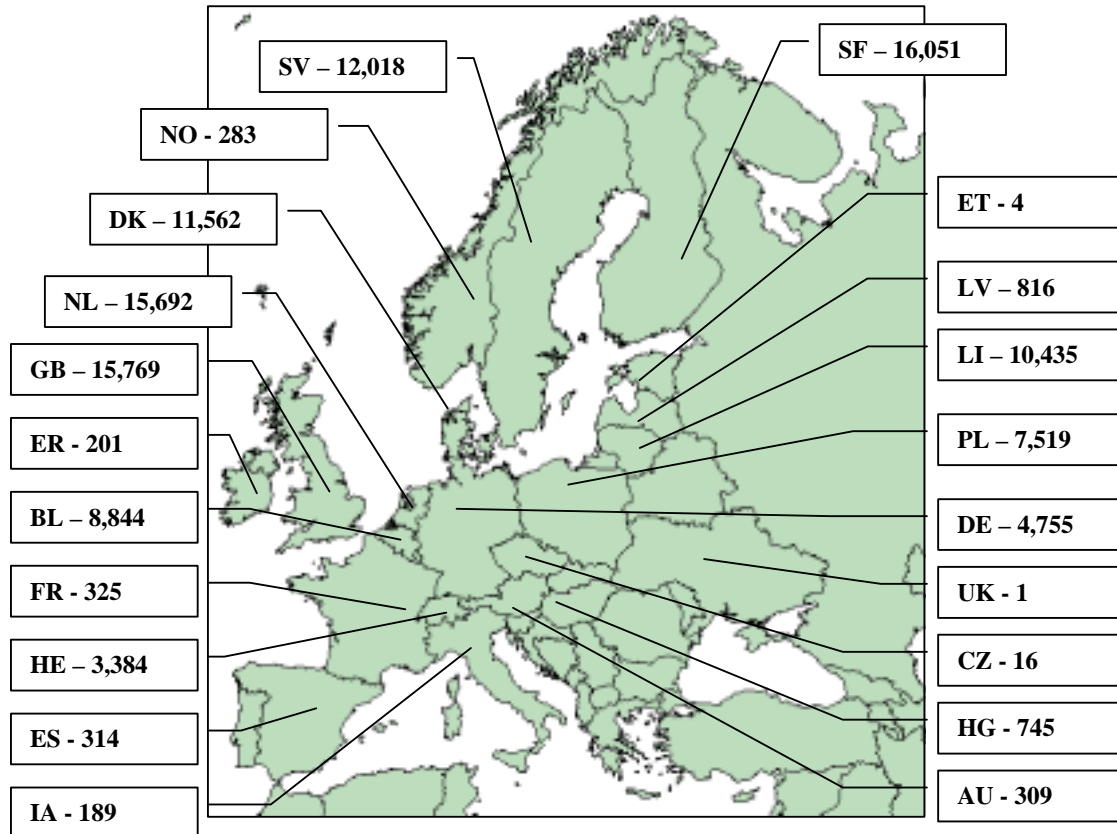 SV – 12,018
SF – 16,051
NO - 283
DK – 11,562
NL – 15,692
GB – 15,769
ER - 201
BL – 8,844
FR - 325
HE – 3,384
ES - 314
IA - 189
ET - 4
LV – 816
LI – 10,435
PL – 7,519
DE – 4,755
UK - 1
CZ - 16
HG - 745
AU - 309